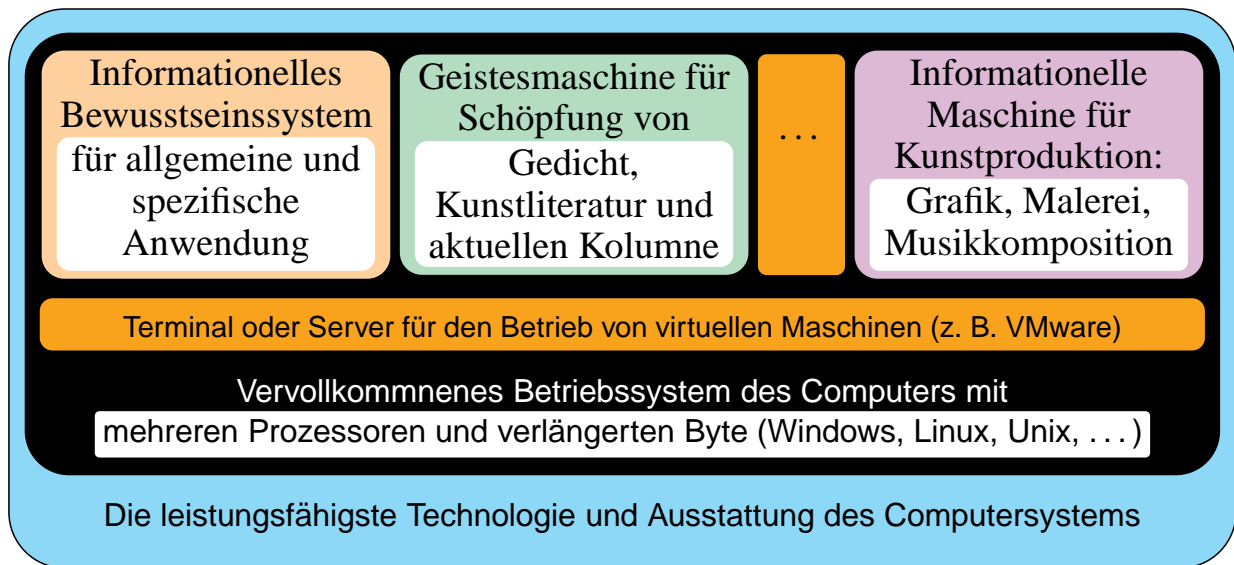 Informationelles
Bewusstseinssystem
für allgemeine und
spezifische
Anwendung
Geistesmaschine für
Schöpfung von
Gedicht,
Kunstliteratur und
aktuellen Kolumne
. . .
Informationelle
Maschine für
Kunstproduktion:
Grafik, Malerei,
Musikkomposition
Terminal oder Server für den Betrieb von virtuellen Maschinen (z. B. VMware)
Vervollkommnenes Betriebssystem des Computers mit
mehreren Prozessoren und verlängerten Byte (Windows, Linux, Unix, . . . )
Die leistungsfähigste Technologie und Ausstattung des Computersystems